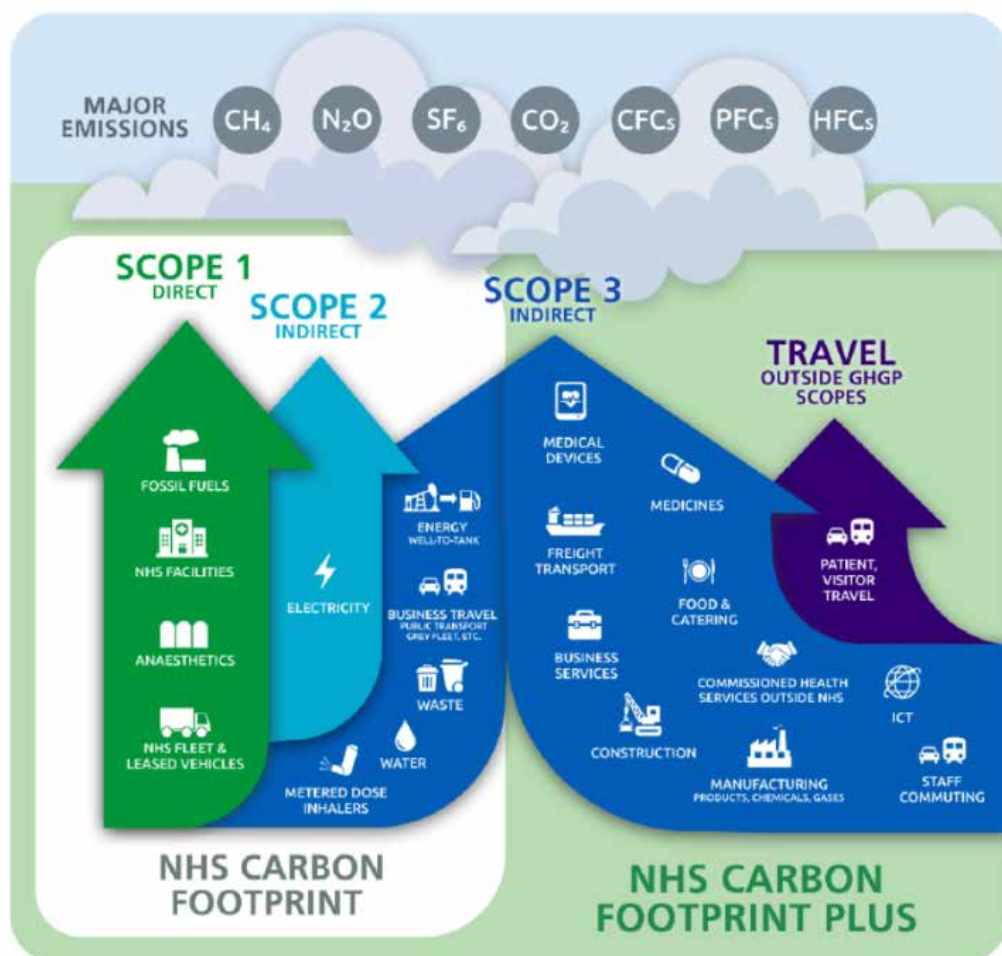 MAJOR
EMISSIONS
CH₄
N₂O
SF₆
CO₂
CFCs
PFCs
HFCs
SCOPE 1
DIRECT
SCOPE 2
INDIRECT
SCOPE 3
INDIRECT
TRAVEL
OUTSIDE GHGP
SCOPES
FOSSIL FUELS
NHS FACILITIES
ANAESTHETICS
NHS FLEET &
LEASED VEHICLES
ELECTRICITY
ENERGY
WELL-TO-TANK
BUSINESS TRAVEL
PUBLIC TRANSPORT
GREY FLEET, ETC.
WASTE
WATER
METERED DOSE
INHALERS
MEDICAL
DEVICES
MEDICINES
FREIGHT
TRANSPORT
FOOD &
CATERING
BUSINESS
SERVICES
COMMISSIONED HEALTH
SERVICES OUTSIDE NHS
CONSTRUCTION
MANUFACTURING
PRODUCTS, CHEMICALS, GASES
ICT
STAFF
COMMUTING
PATIENT,
VISITOR
TRAVEL
NHS CARBON
FOOTPRINT
NHS CARBON
FOOTPRINT PLUS